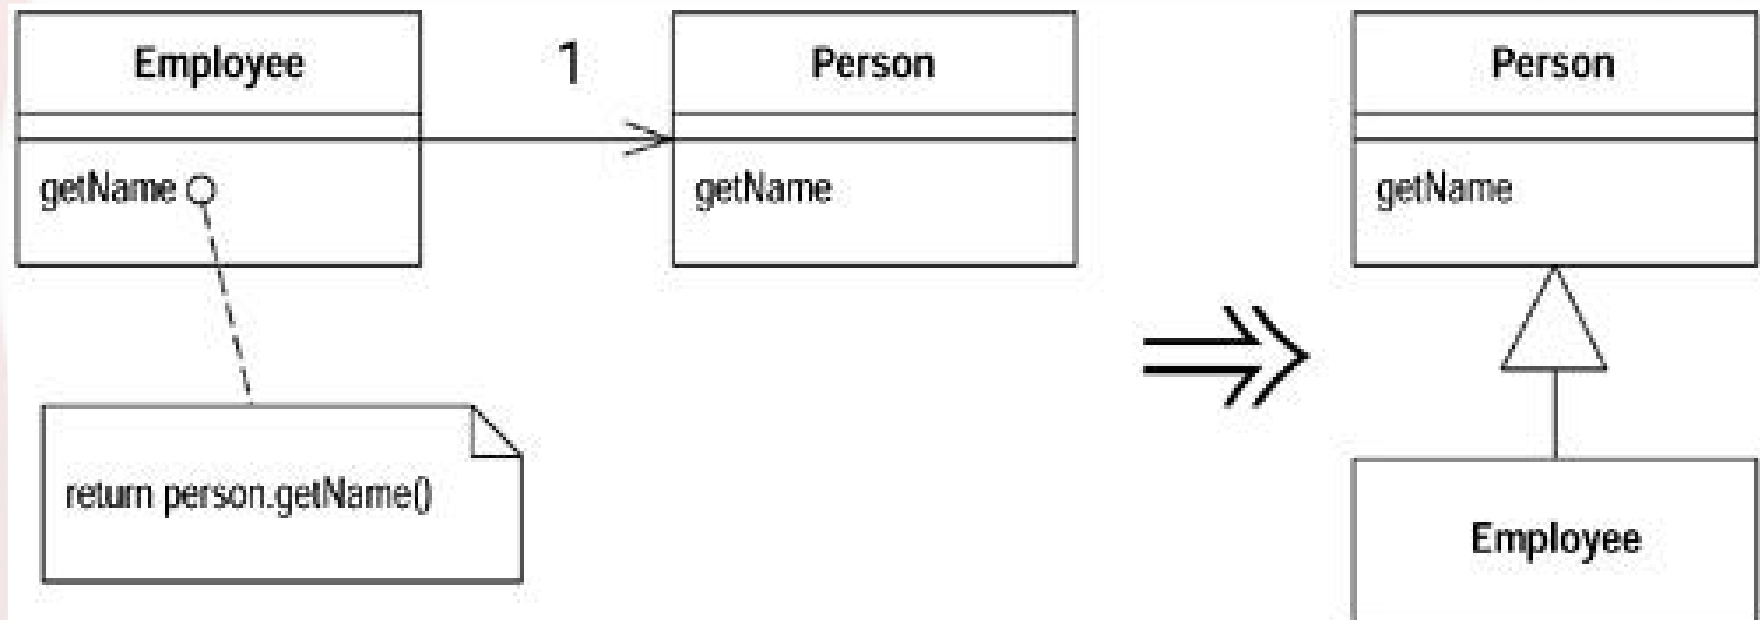 Employee
1
Person
Person
getName
getName
getName
return person.getName()
Employee